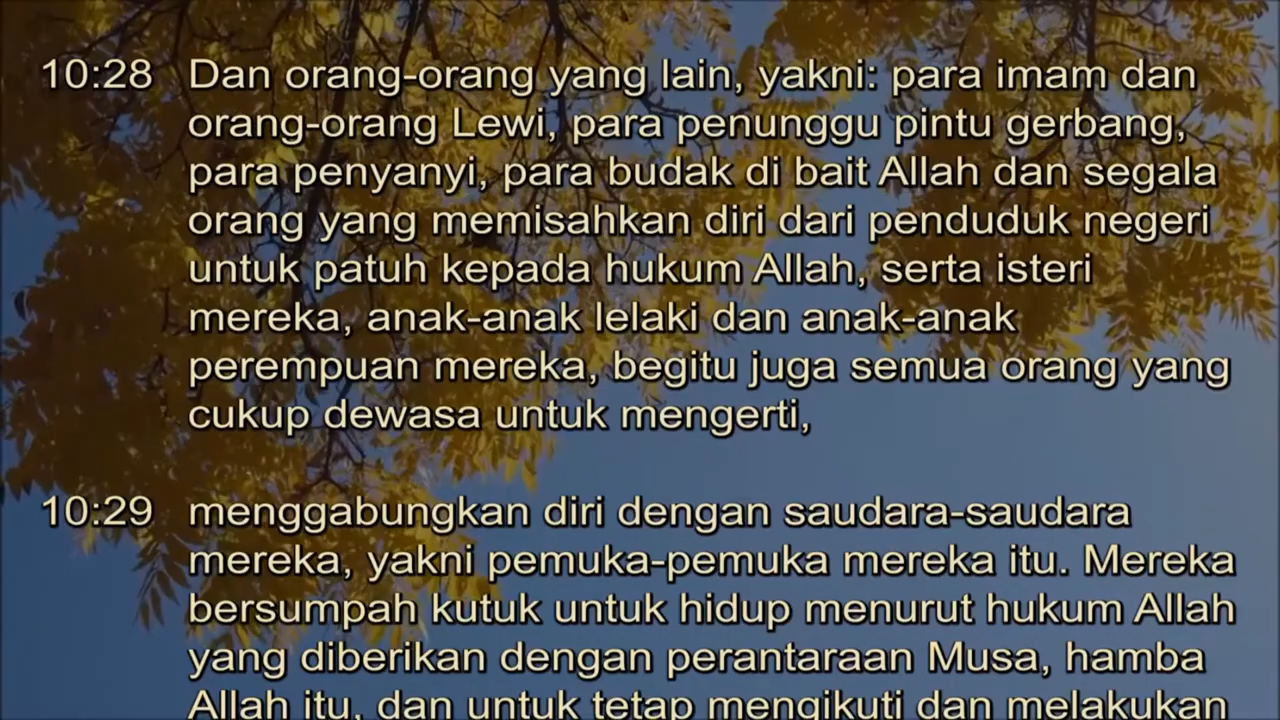 10:28 Dan orang-orang yang lain, yakni: para imam dan
orang-orang Lewi, para penunggu pintu gerbang,
para penyanyi, para budak di bait Allah dan segala
orang yang memisahkan diri dari penduduk negeri
untuk patuh kepada hukum Allah, serta isteri
mereka, anak-anak lelaki dan anak-anak
perempuan mereka, begitu juga semua orang yang
cukup dewasa untuk mengerti,
10:29 menggabungkan diri dengan saudara-saudara
mereka, yakni pemuka-pemuka mereka itu. Mereka
bersumpah kutuk untuk hidup menurut hukum Allah
yang diberikan dengan perantaraan Musa, hamba
Allah itu, dan untuk tetap mengikuti dan melakukan